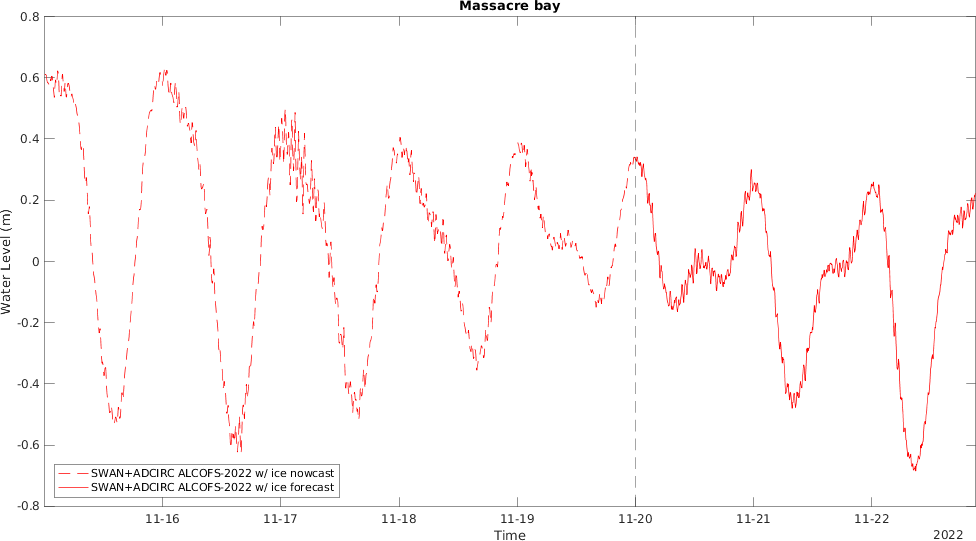 Massacre bay
0.8
0.6
0.4
0.2
0
-0.2
-0.4
-0.6
-0.8
Water Level (m)
SWAN+ADCIRC ALCOFS-2022 w/ ice nowcast
SWAN+ADCIRC ALCOFS-2022 w/ ice forecast
11-16 11-17 11-18 11-19 11-20 11-21 11-22
Time
2022